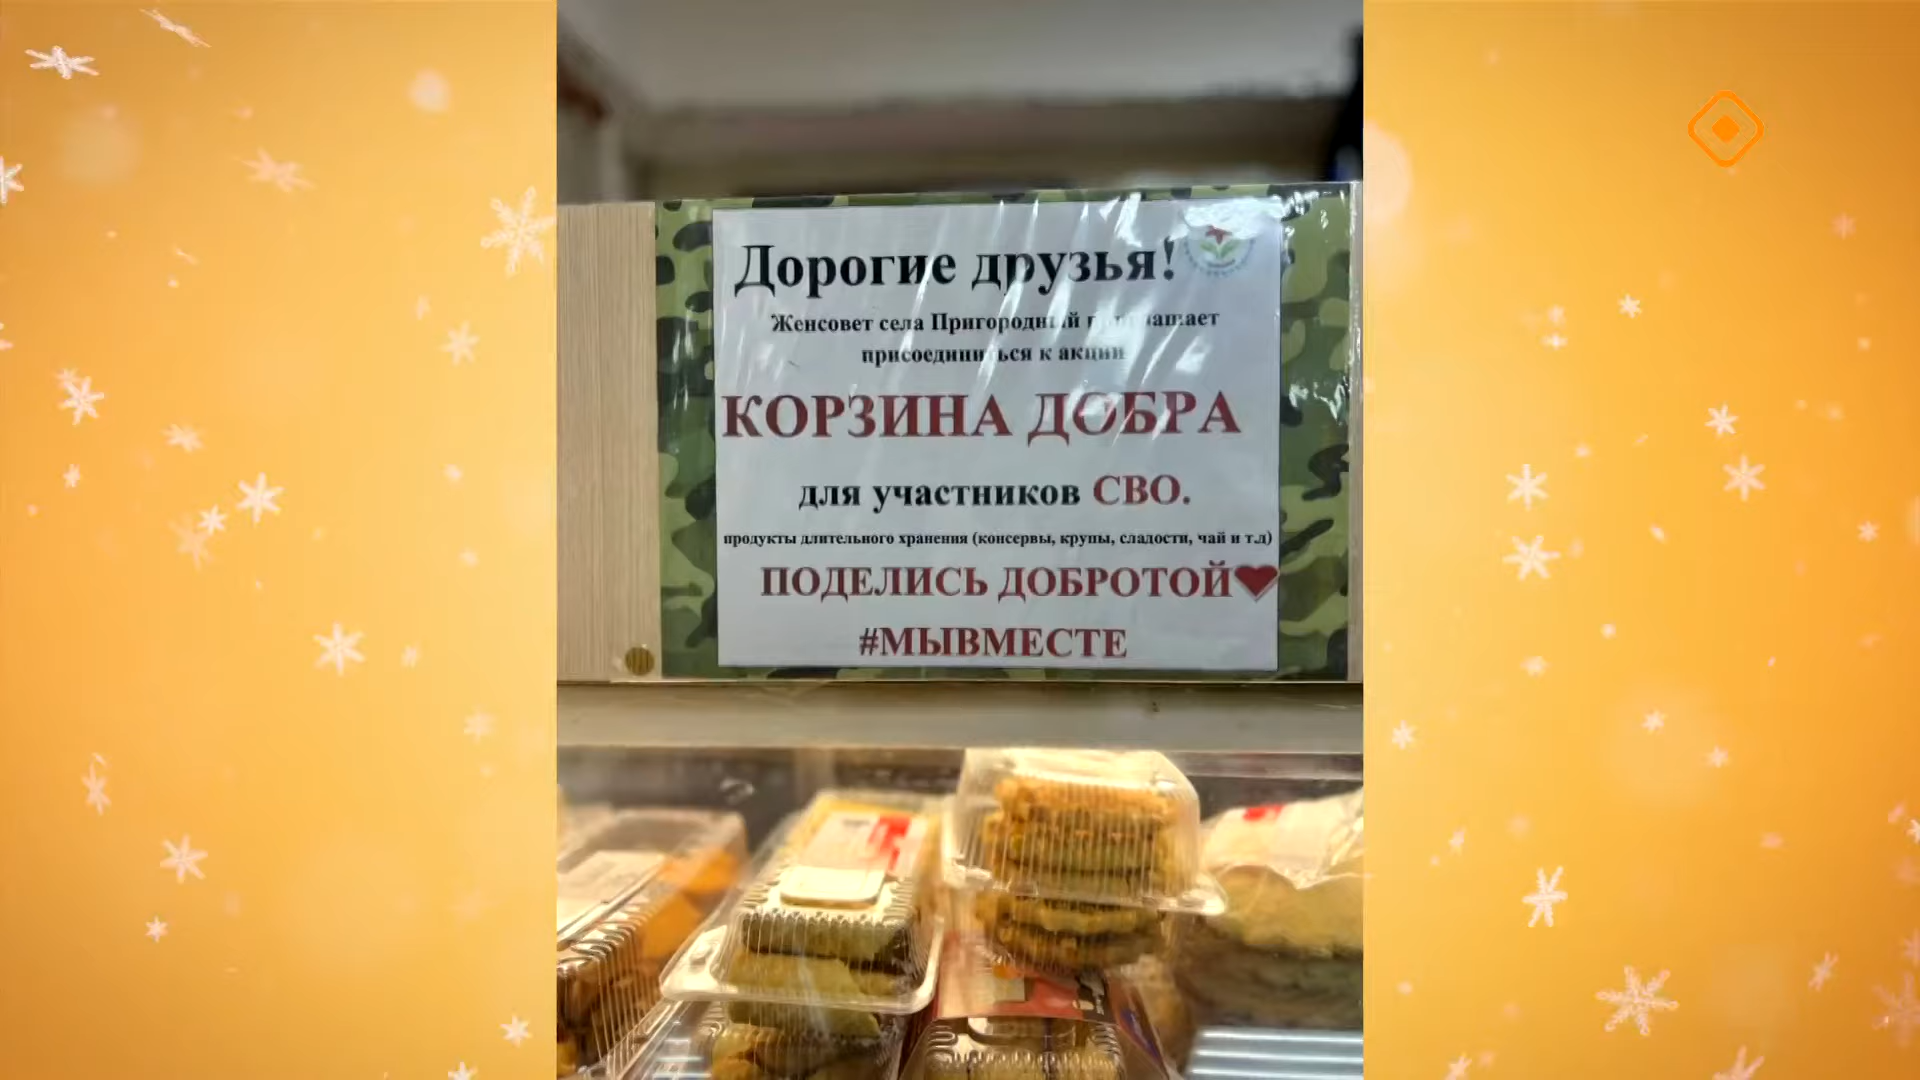 Дорогие друзья!
Женсовет села Пригородный приглашает
присоединиться к акции
КОРЗИНА ДОБРА
для участников СВО.
продукты длительного хранения (консервы, крупы, сладости, чай и т.д)
ПОДЕЛИСЬ ДОБРОТОЙ
#МЫВМЕСТЕ